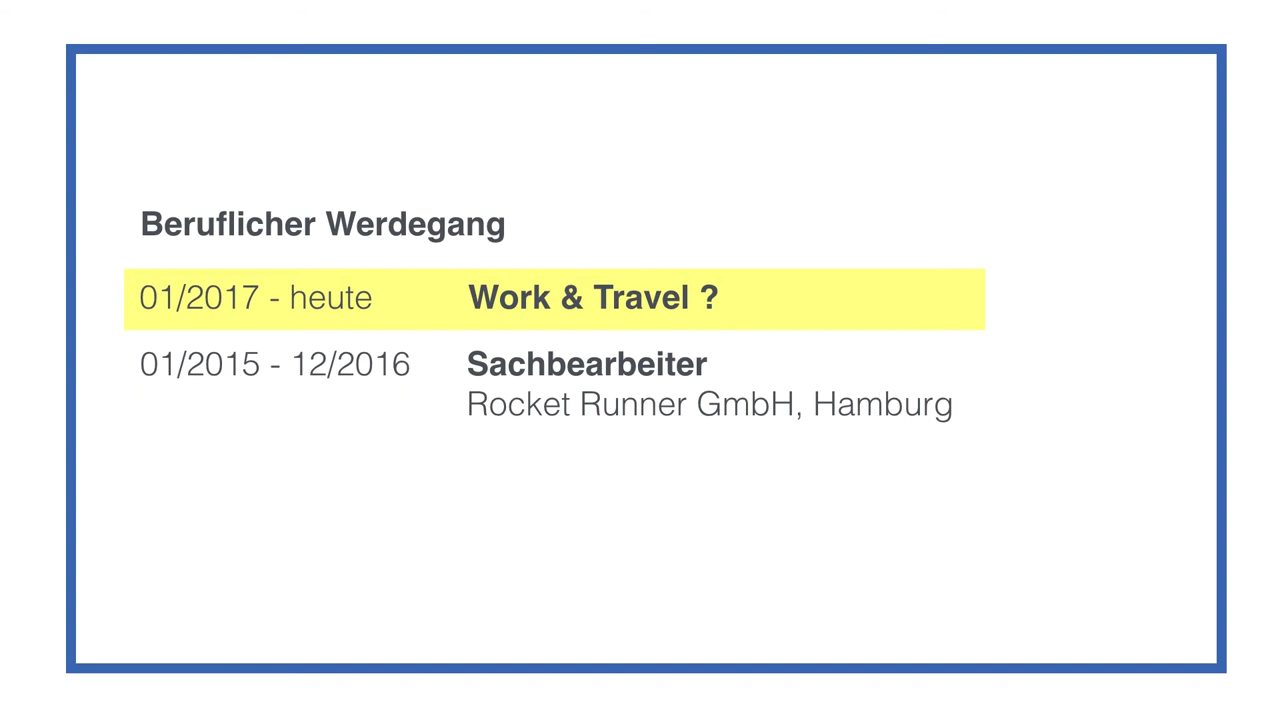 Beruflicher Werdegang
01/2017 - heute Work & Travel ?
01/2015 - 12/2016 Sachbearbeiter
Rocket Runner GmbH, Hamburg